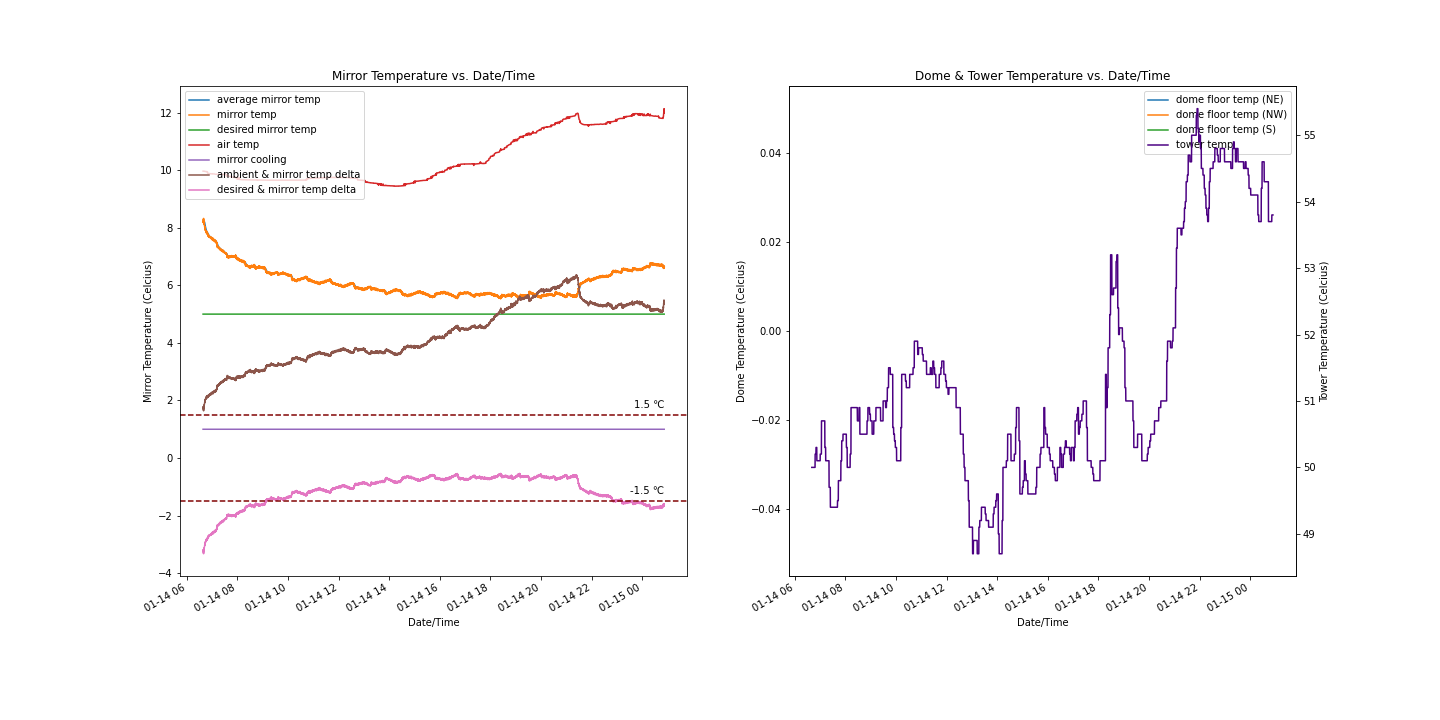 Mirror Temperature vs. Date/Time
average mirror temp
mirror temp
desired mirror temp
air temp
mirror cooling
ambient & mirror temp delta
desired & mirror temp delta
12
10
8
6
4
2
0
−2
−4
Mirror Temperature (Celcius)
1.5 °C
-1.5 °C
01-14 06
01-14 08
01-14 10
01-14 12
01-14 14
01-14 16
01-14 18
01-14 20
01-14 22
01-15 00
Date/Time
Dome & Tower Temperature vs. Date/Time
dome floor temp (NE)
dome floor temp (NW)
dome floor temp (S)
tower temp
0.04
0.02
0.00
−0.02
−0.04
Dome Temperature (Celcius)
55
54
53
52
51
50
49
Tower Temperature (Celcius)
01-14 06
01-14 08
01-14 10
01-14 12
01-14 14
01-14 16
01-14 18
01-14 20
01-14 22
01-15 00
Date/Time